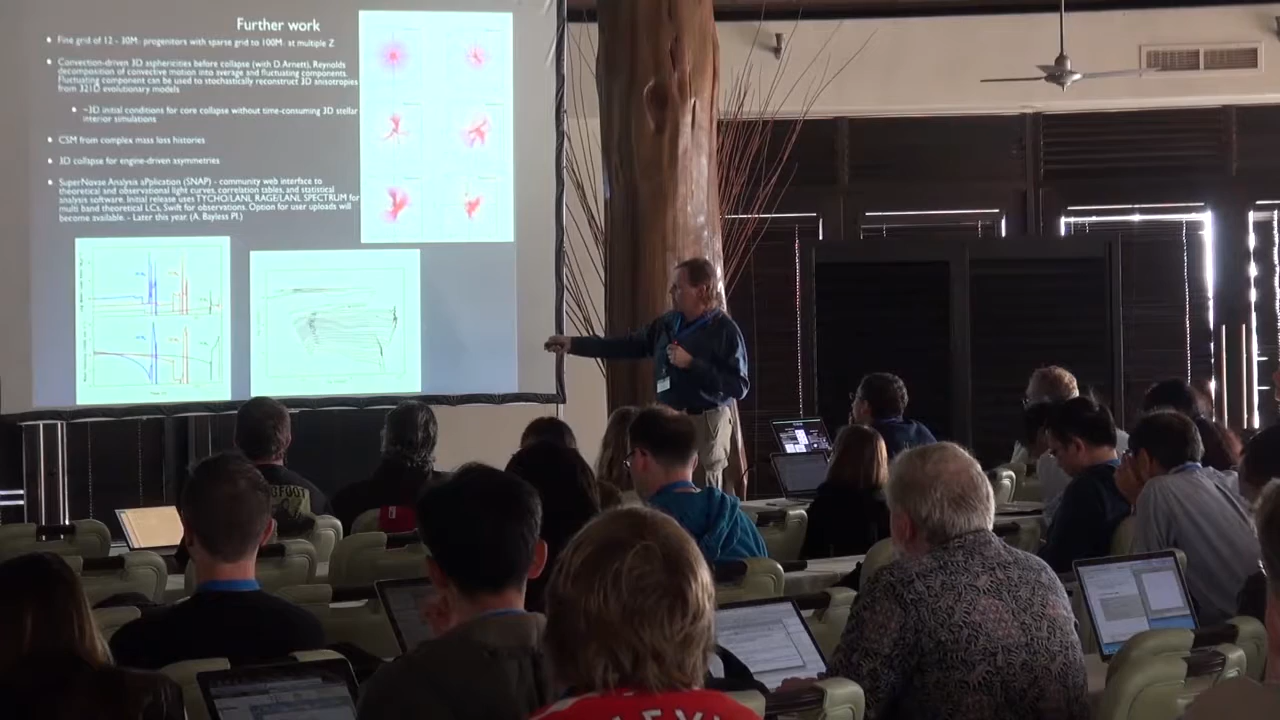 Further work
• Fine grid of 12 - 30M. progenitors with sparse grid to 100M. at multiple Z
• Convection-driven 3D asphericities before collapse (with D. Arnett), Reynolds
decomposition of convective motion into average and fluctuating components.
Fluctuating component can be used to stochastically reconstruct 3D anisotropies
from 321D evolutionary models
• ~3D initial conditions for core collapse without time-consuming 3D stellar
interior simulations
• CSM from complex mass loss histories
• 3D collapse for engine-driven asymmetries
• SuperNovae Analysis aPplication (SNAP) - community web interface to
theoretical and observational light curves, correlation tables, and statistical
analysis software. Initial release uses TYCHO/LANL RAGE/LANL SPECTRUM for
multi band theoretical LCs, Swift for observations. Option for user uploads will
become available. - Later this year. (A. Bayless PI.)